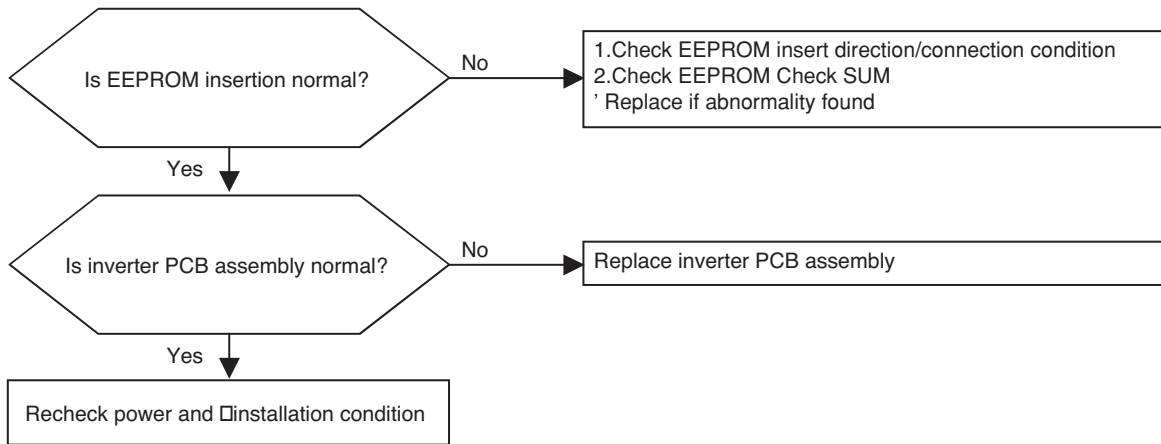 Is EEPROM insertion normal?
No
1.Check EEPROM insert direction/connection condition
2.Check EEPROM Check SUM
’ Replace if abnormality found
Yes
Is inverter PCB assembly normal?
No
Replace inverter PCB assembly
Yes
Recheck power and □installation condition